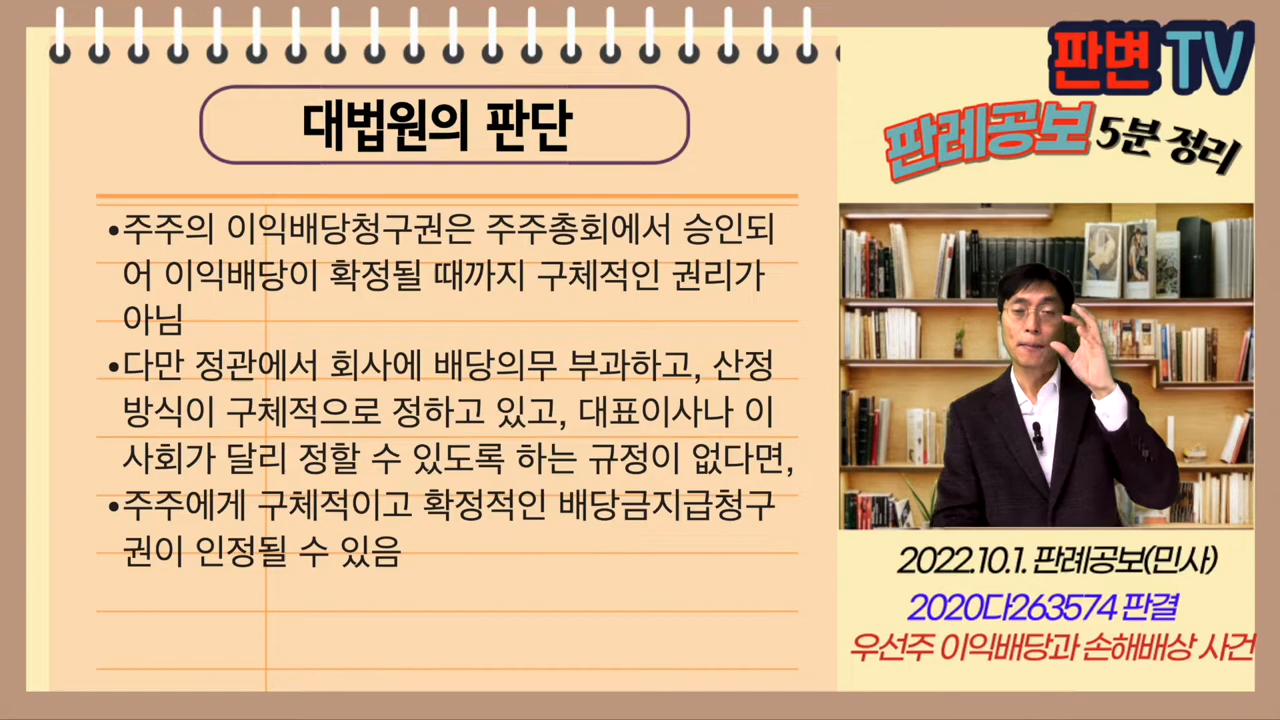 대법원의 판단
•주주의 이익배당청구권은 주주총회에서 승인되
어 이익배당이 확정될 때까지 구체적인 권리가
아님
•다만 정관에서 회사에 배당의무 부과하고, 산정
방식이 구체적으로 정하고 있고, 대표이사나 이
사회가 달리 정할 수 있도록 하는 규정이 없다면,
•주주에게 구체적이고 확정적인 배당금지급청구
권이 인정될 수 있음
판변 TV
판례공보 5분 정리
2022.10.1. 판례공보(민사)
2020다263574 판결
우선주 이익배당과 손해배상 사건